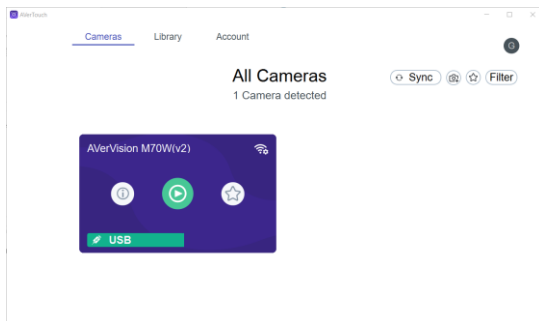 AVerTouch
Cameras Library Account
G
All Cameras
1 Camera detected
Sync Filter
AVerVision M70W(v2)
USB